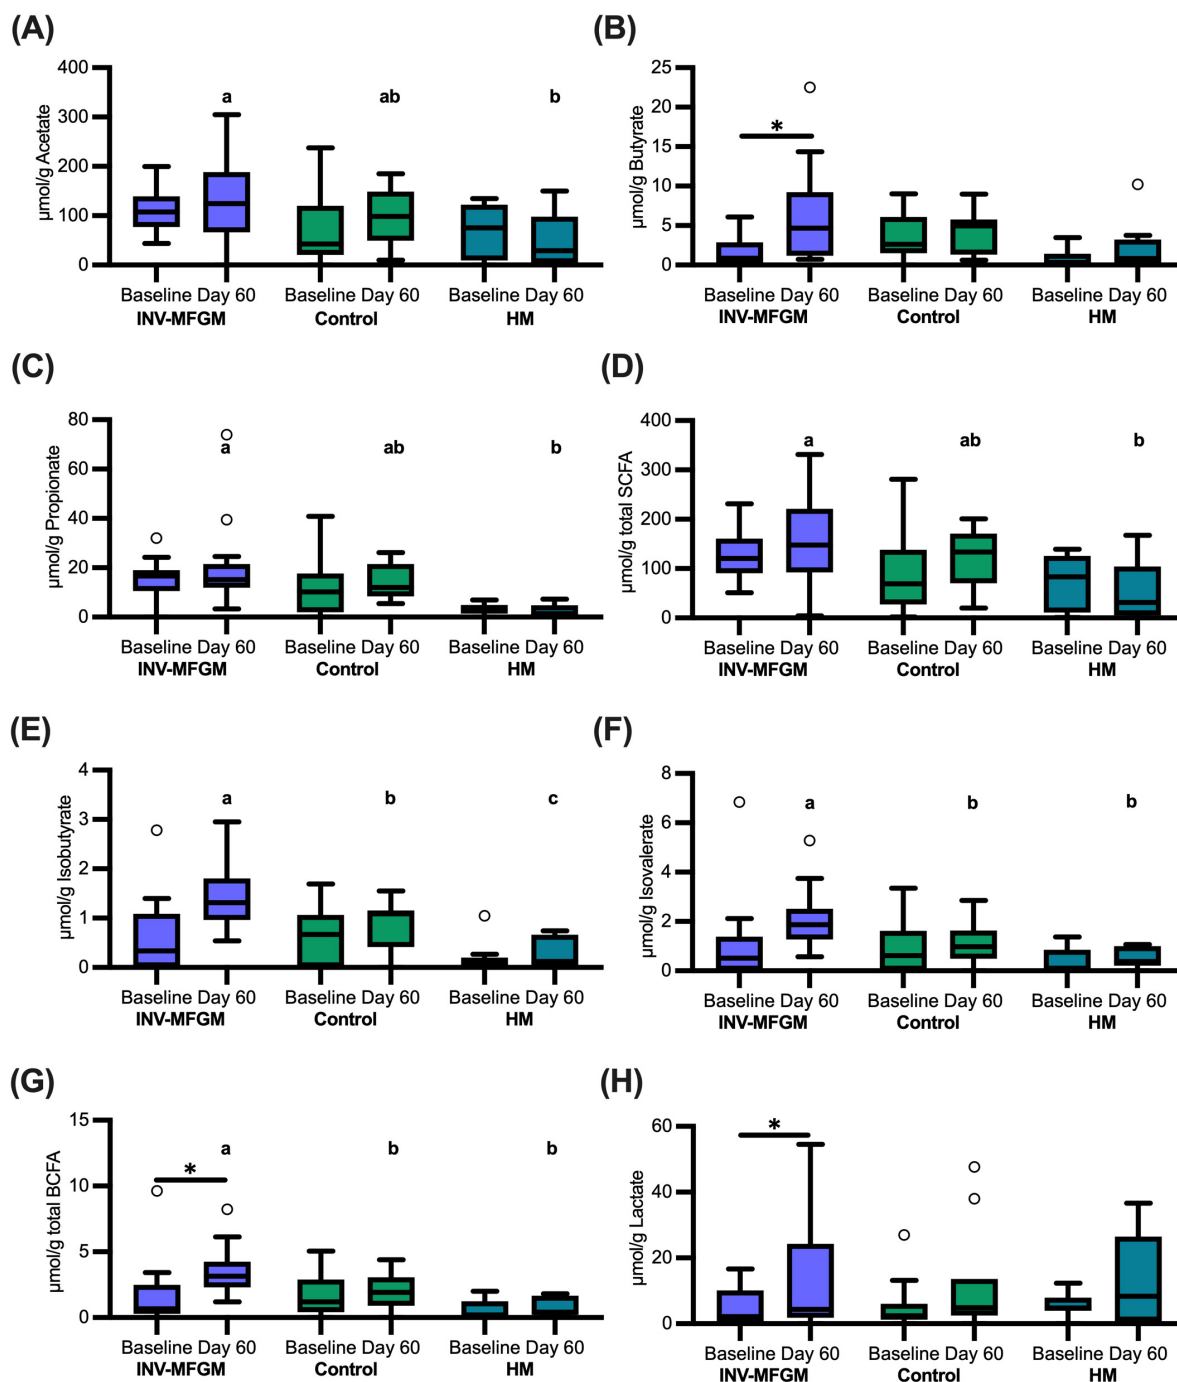 (A)
400
300
200
100
0
µmol/g Acetate
a
ab
b
Baseline Day 60
Baseline Day 60
Baseline Day 60
INV-MFGM
Control
HM
(B)
25
20
15
10
5
0
µmol/g Butyrate
*
Baseline Day 60
Baseline Day 60
Baseline Day 60
INV-MFGM
Control
HM
(C)
80
60
40
20
0
µmol/g Propionate
a
ab
b
Baseline Day 60
Baseline Day 60
Baseline Day 60
INV-MFGM
Control
HM
(D)
400
300
200
100
0
µmol/g total SCFA
a
ab
b
Baseline Day 60
Baseline Day 60
Baseline Day 60
INV-MFGM
Control
HM
(E)
4
3
2
1
0
µmol/g Isobutyrate
a
b
c
Baseline Day 60
Baseline Day 60
Baseline Day 60
INV-MFGM
Control
HM
(F)
8
6
4
2
0
µmol/g Isovalerate
a
b
b
Baseline Day 60
Baseline Day 60
Baseline Day 60
INV-MFGM
Control
HM
(G)
15
10
5
0
µmol/g total BCFA
*
a
b
b
Baseline Day 60
Baseline Day 60
Baseline Day 60
INV-MFGM
Control
HM
(H)
60
40
20
0
µmol/g Lactate
*
Baseline Day 60
Baseline Day 60
Baseline Day 60
INV-MFGM
Control
HM